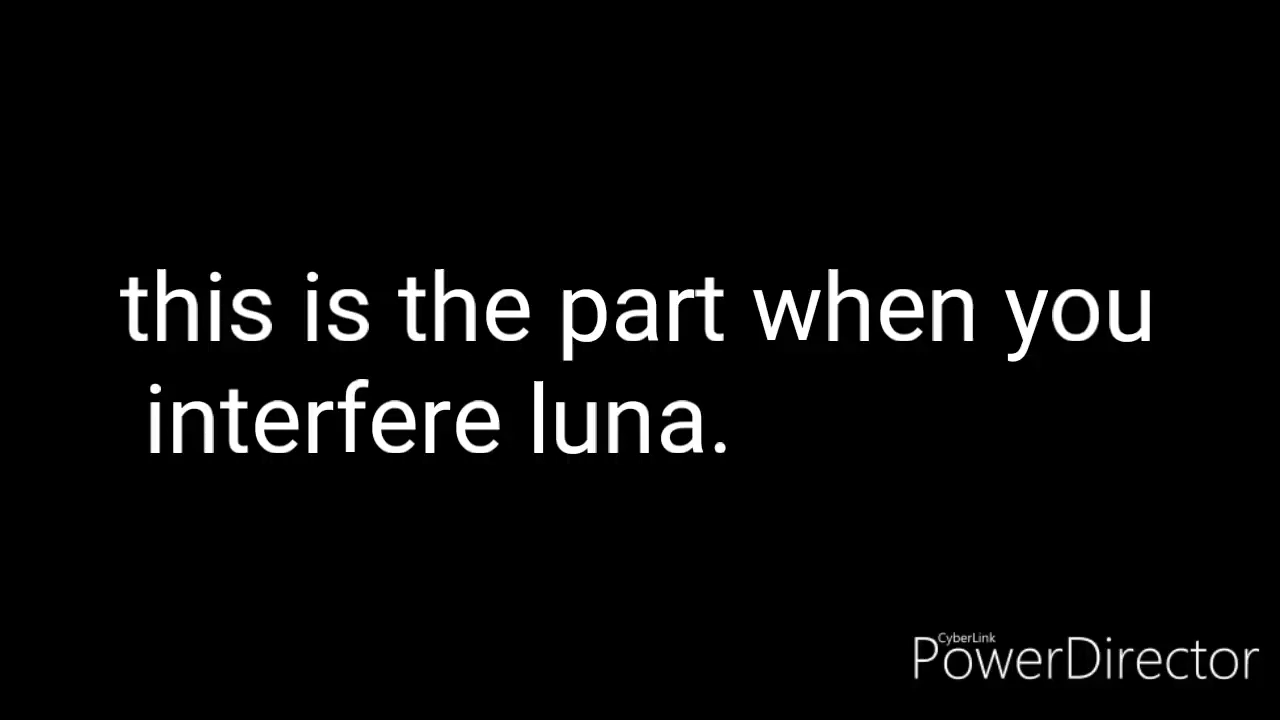 this is the part when you
interfere luna.
CyberLink
PowerDirector